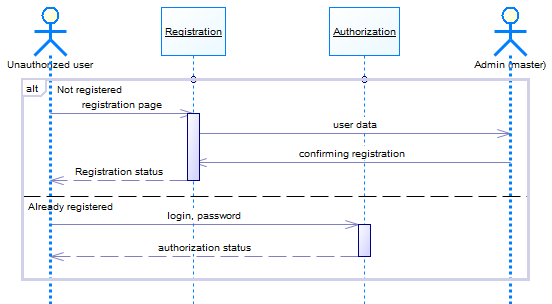 Registration
Authorization
Unauthorized user
Admin (master)
alt
Not registered
registration page
user data
confirming registration
Registration status
Already registered
login, password
authorization status